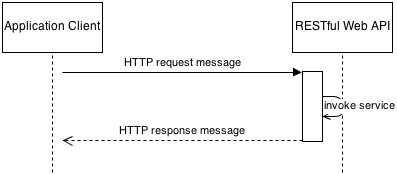 Application Client
RESTful Web API
HTTP request message
invoke service
HTTP response message